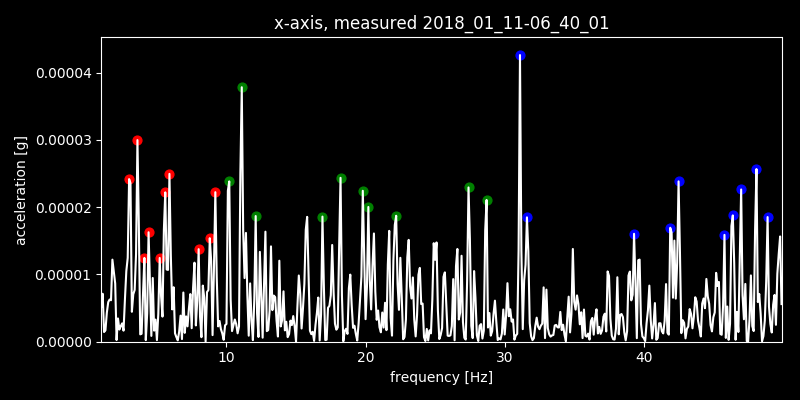 x-axis, measured 2018_01_11-06_40_01
0.00004
0.00003
0.00002
0.00001
0.00000
acceleration [g]
10 20 30 40
frequency [Hz]